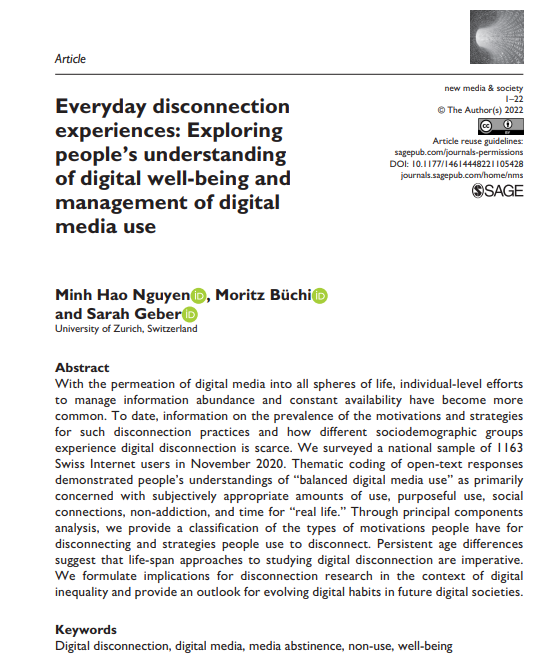 Article
new media & society
1–22
© The Author(s) 2022
cc BY
Article reuse guidelines:
sagepub.com/journals-permissions
DOI: 10.1177/14614448221105428
journals.sagepub.com/home/nms
SSAGE
Everyday disconnection
experiences: Exploring
people’s understanding
of digital well-being and
management of digital
media use
Minh Hao Nguyen iD, Moritz Büchi iD
and Sarah Geber iD
University of Zurich, Switzerland
Abstract
With the permeation of digital media into all spheres of life, individual-level efforts
to manage information abundance and constant availability have become more
common. To date, information on the prevalence of the motivations and strategies
for such disconnection practices and how different sociodemographic groups
experience digital disconnection is scarce. We surveyed a national sample of 1163
Swiss Internet users in November 2020. Thematic coding of open-text responses
demonstrated people’s understandings of “balanced digital media use” as primarily
concerned with subjectively appropriate amounts of use, purposeful use, social
connections, non-addiction, and time for “real life.” Through principal components
analysis, we provide a classification of the types of motivations people have for
disconnecting and strategies people use to disconnect. Persistent age differences
suggest that life-span approaches to studying digital disconnection are imperative.
We formulate implications for disconnection research in the context of digital
inequality and provide an outlook for evolving digital habits in future digital societies.
Keywords
Digital disconnection, digital media, media abstinence, non-use, well-being